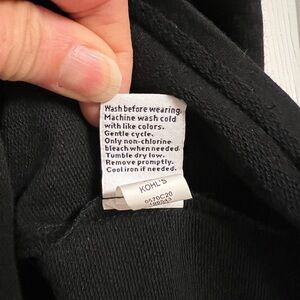 Wash before wearing.
Machine wash cold
with like colors.
Gentle cycle.
Only non-chlorine
bleach when needed.
Tumble dry low.
Remove promptly.
Cool iron if needed.
KOHL'S
0570C20